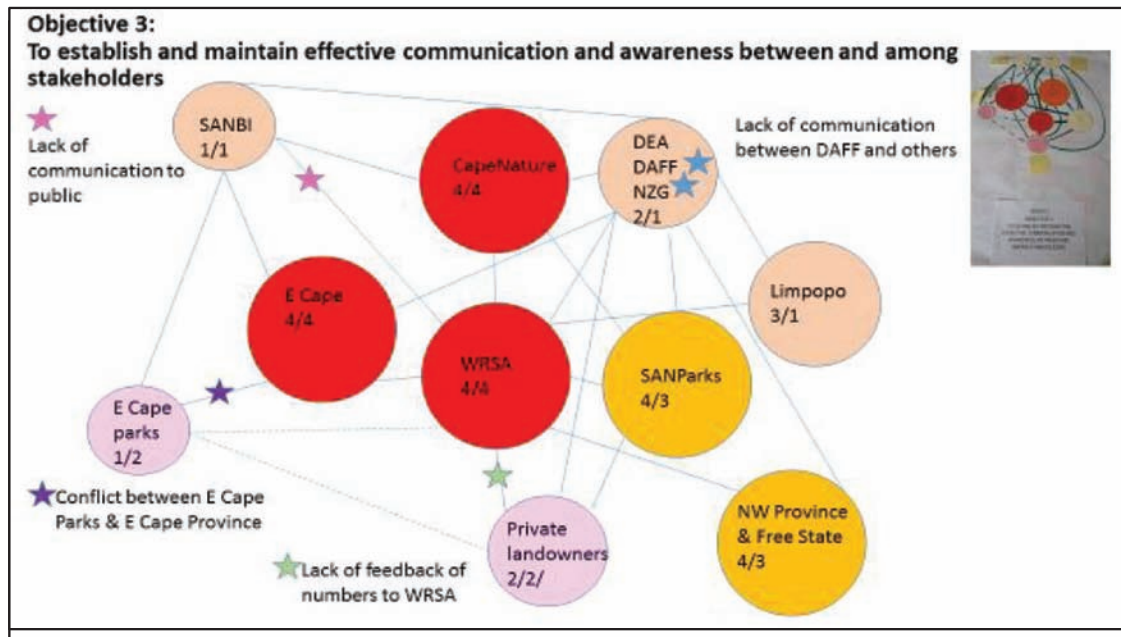 Objective 3:
To establish and maintain effective communication and awareness between and among
stakeholders
SANBI
1/1
Lack of
communication to
public
CapeNature
4/4
DEA
DAFF
NZG
2/1
Lack of communication
between DAFF and others
E Cape
4/4
Limpopo
3/1
WRSA
4/4
SANParks
4/3
E Cape
parks
1/2
Conflict between E Cape
Parks & E Cape Province
Private
landowners
2/2/
NW Province
& Free State
4/3
Lack of feedback of
numbers to WRSA